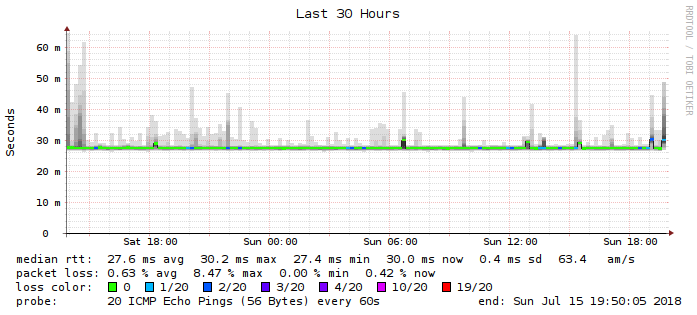 Last 30 Hours
RRDTOOL / TOBI OETIKER
Seconds
60 m
50 m
40 m
30 m
20 m
10 m
0
Sat 18:00 Sun 00:00 Sun 06:00 Sun 12:00 Sun 18:00
median rtt: 27.6 ms avg 30.2 ms max 27.4 ms min 30.0 ms now 0.4 ms sd 63.4 am/s
packet loss: 0.63 % avg 8.47 % max 0.00 % min 0.42 % now
loss color: 0 1/20 2/20 3/20 4/20 10/20 19/20
probe: 20 ICMP Echo Pings (56 Bytes) every 60s end: Sun Jul 15 19:50:05 2018